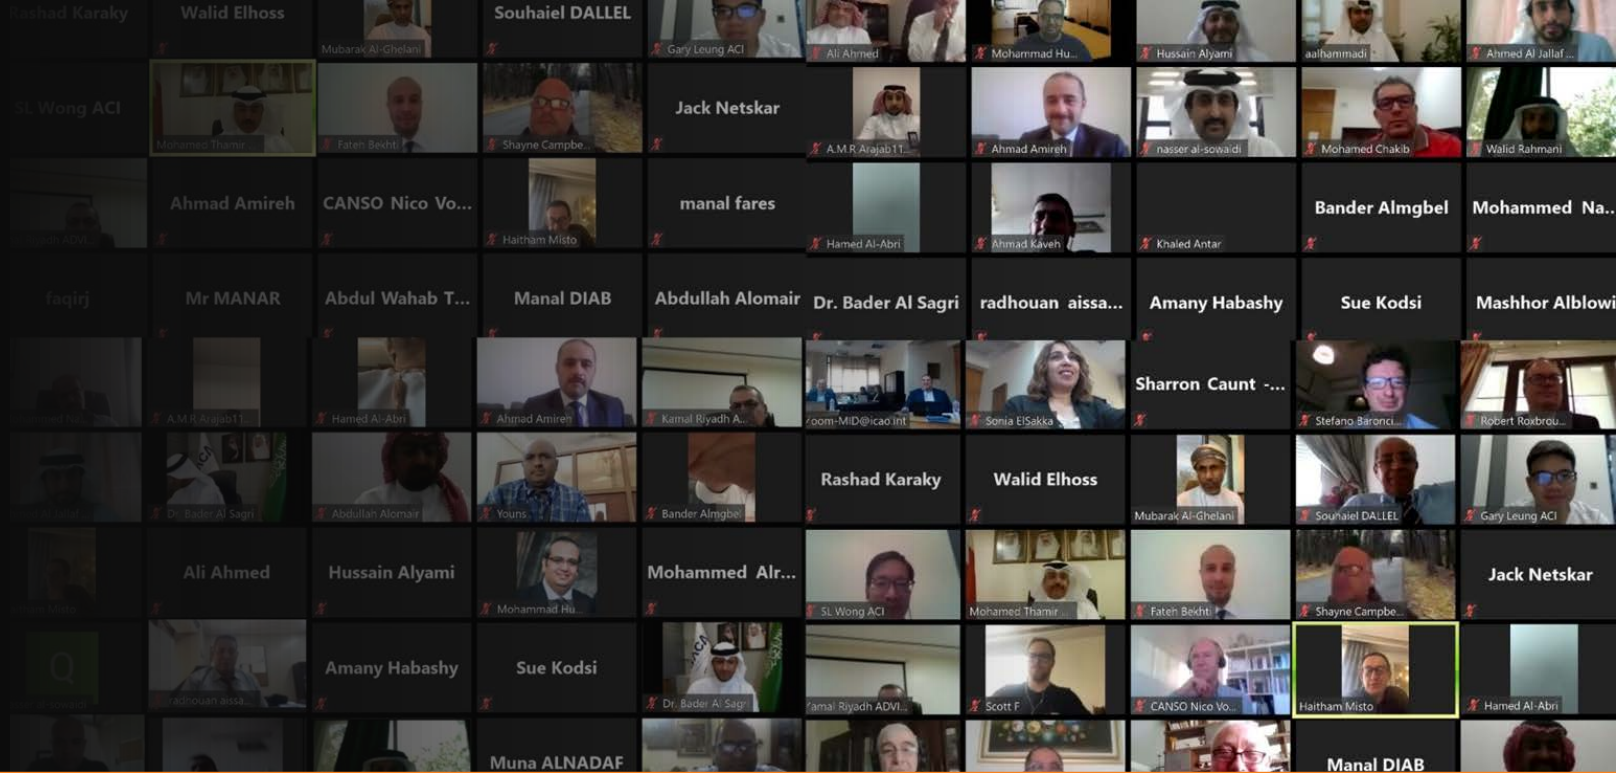 Rashad Karaky
Walid Elhoss
Mubarak Al-Ghelani
Souhaiel DALLEL
Gary Leung ACI
Ali Ahmed
Mohammad Hu...
Hussain Alyami
aalhammadi
Ahmed Al Jallaf ...
SL Wong ACI
Mohamed Thamir ...
Fateh Bekhti
Shayne Campbe...
Jack Netskar
A.M.R Arajab11...
Ahmad Amireh
nasser al-sowaidi
Mohamed Chakib
Walid Rahmani
Ahmad Amireh
CANSO Nico Vo...
Haitham Misto
manal fares
Hamed Al-Abri
Ahmad Kaveh
Khaled Antar
Bander Almgbel
Mohammed Na...
faqirj
Mr MANAR
Abdul Wahab T...
Manal DIAB
Abdullah Alomair
Dr. Bader Al Sagri
radhouan aissa...
Amany Habashy
Sue Kodsi
Mashhor Alblowi
A.M.R Arajab11...
Hamed Al-Abri
Ahmad Amireh
Kamal Riyadh A...
room-MID@icao.int
Sonia ElSakka
Sharron Caunt -...
Stefano Baronci...
Robert Roxbrou...
Dr. Bader Al Sagri
Abdullah Alomair
Youns
Bander Almgbel
Rashad Karaky
Walid Elhoss
Mubarak Al-Ghelani
Souhaiel DALLEL
Gary Leung ACI
Ali Ahmed
Hussain Alyami
Mohammad Hu...
Mohammed Alr...
SL Wong ACI
Mohamed Thamir ...
Fateh Bekhti
Shayne Campbe...
Jack Netskar
Q
radhouan aissa...
Amany Habashy
Sue Kodsi
Dr. Bader Al Sagri
Kamal Riyadh ADVI...
Scott F
CANSO Nico Vo...
Haitham Misto
Hamed Al-Abri
Muna ALNADAF
Manal DIAB